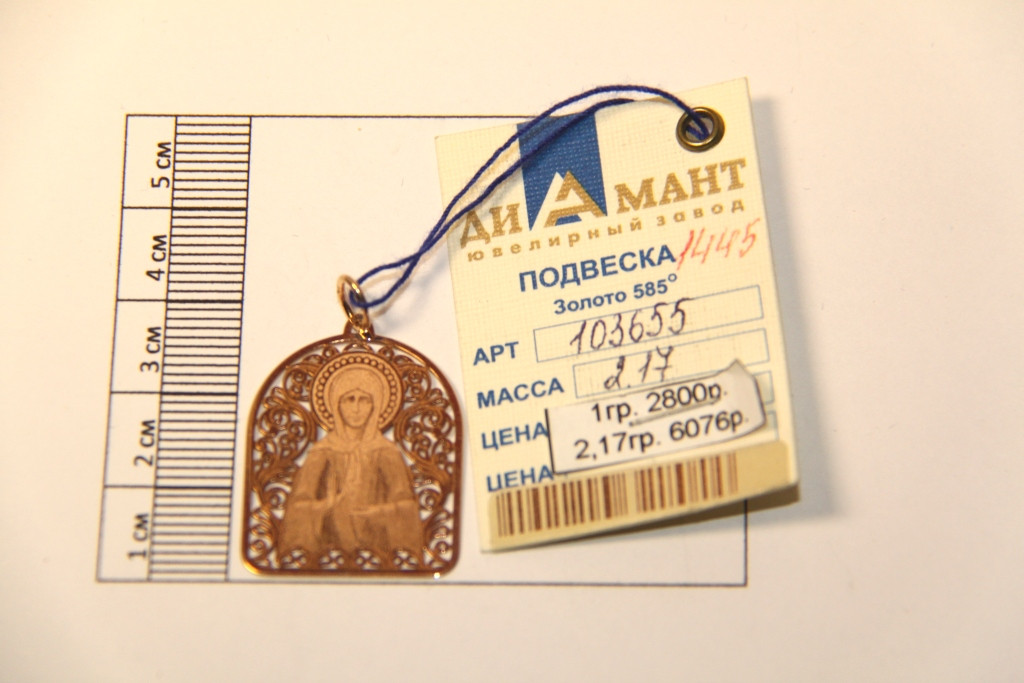 5 см
4 см
3 см
2 см
1 см
ДИАМАНТ
ювелирный завод
ПОДВЕСКА 1445
Золото 585°
АРТ 103655
МАССА 2.17
ЦЕНА 1гр. 2800р.
2,17гр. 6076р.
ЦЕНА